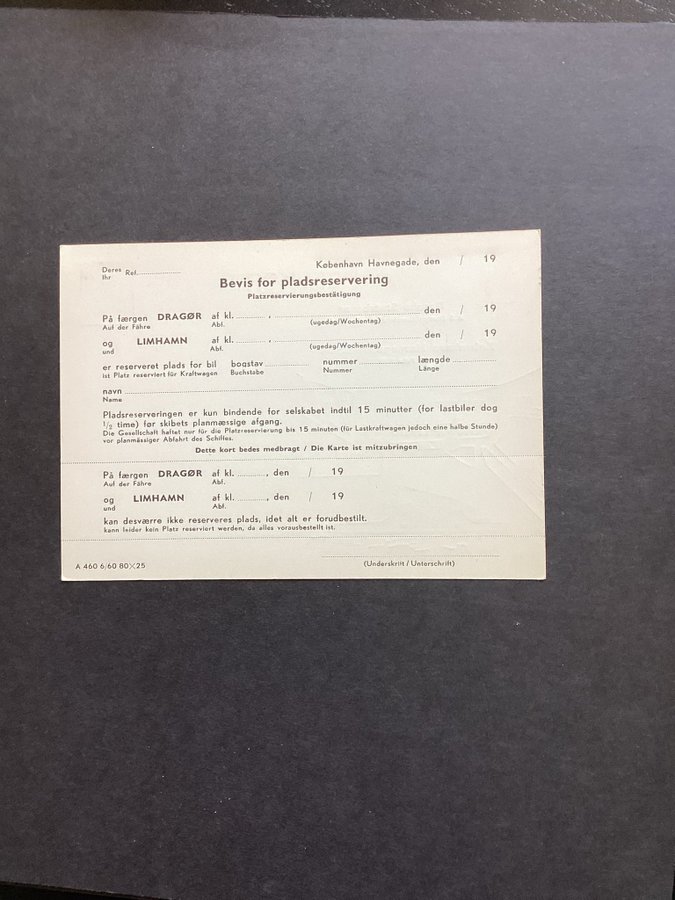 København Havnegade, den / 19
Deres Ref.
Ihr
Bevis for pladsreservering
Platzreservierungsbestätigung
På færgen DRAGØR af kl. , den / 19
Auf der Fähre Abf. (ugedag/Wochentag)
og LIMHAMN af kl. den / 19
und Abf. (ugedag/Wochentag)
er reserveret plads for bil bogstav nummer længde
ist Platz reserviert für Kraftwagen Buchstabe Nummer Länge
navn
Name
Pladsreserveringen er kun bindende for selskabet indtil 15 minutter (for lastbiler dog
1/2 time) før skibets planmæssige afgang.
Die Gesellschaft haftet nur für die Platzreservierung bis 15 minuten (für Lastkraftwagen jedoch eine halbe Stunde)
vor planmässiger Abfahrt des Schiffes.
Dette kort bedes medbragt / Die Karte ist mitzubringen
På færgen DRAGØR af kl. , den / 19
Auf der Fähre Abf.
og LIMHAMN af kl. , den / 19
und Abf.
kan desværre ikke reserveres plads, idet alt er forudbestilt.
kann leider kein Platz reserviert werden, da alles vorausbestellt ist.
A 460 6/60 80×25 (Underskrift / Unterschrift)